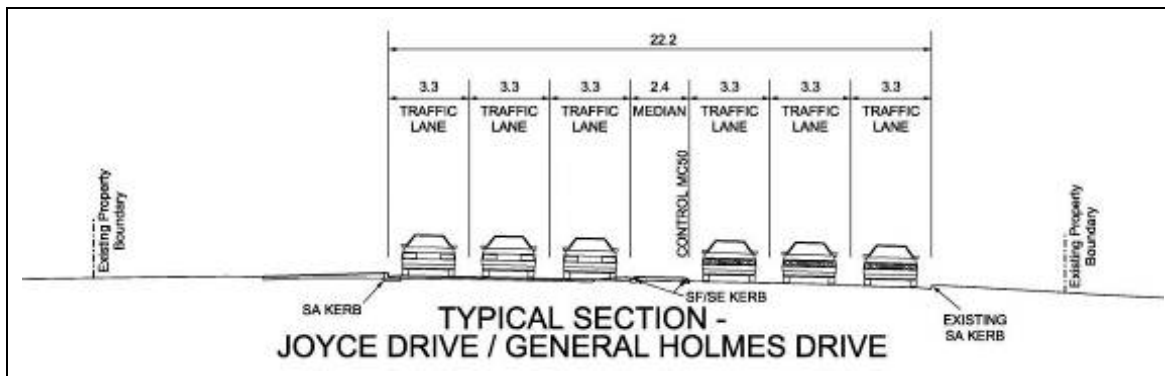 22.2
3.3 3.3 3.3 2.4 3.3 3.3 3.3
TRAFFIC LANE
TRAFFIC LANE
TRAFFIC LANE
MEDIAN
TRAFFIC LANE
TRAFFIC LANE
TRAFFIC LANE
CONTROL MC50
Existing Property
Boundary
Existing Property
Boundary
SA KERB
SF/SE KERB
EXISTING
SA KERB
TYPICAL SECTION -
JOYCE DRIVE / GENERAL HOLMES DRIVE